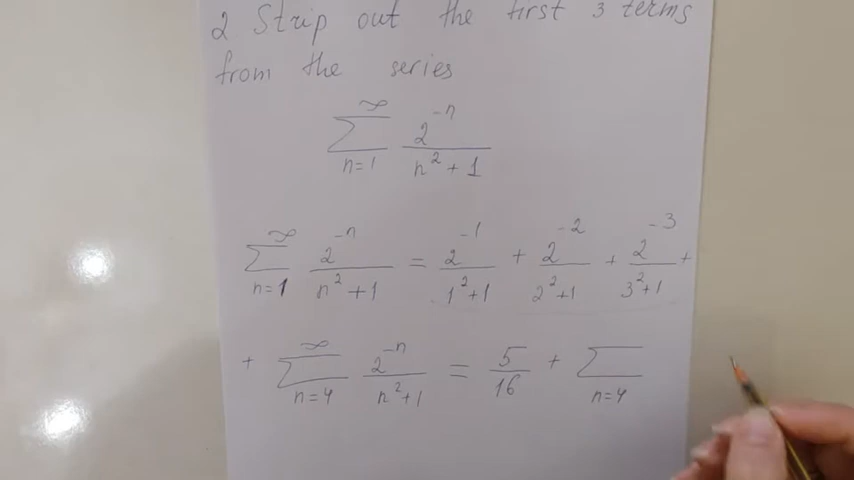 2 Strip out the first 3 terms
from the series
∞ ∑ n=1 2^-n / n^2 + 1
∞ ∑ n=1 2^-n / n^2 + 1 = 2^-1 / 1^2+1 + 2^-2 / 2^2+1 + 2^-3 / 3^2+1 +
+ ∞ ∑ n=4 2^-n / n^2+1 = 5/16 + ∑ n=4